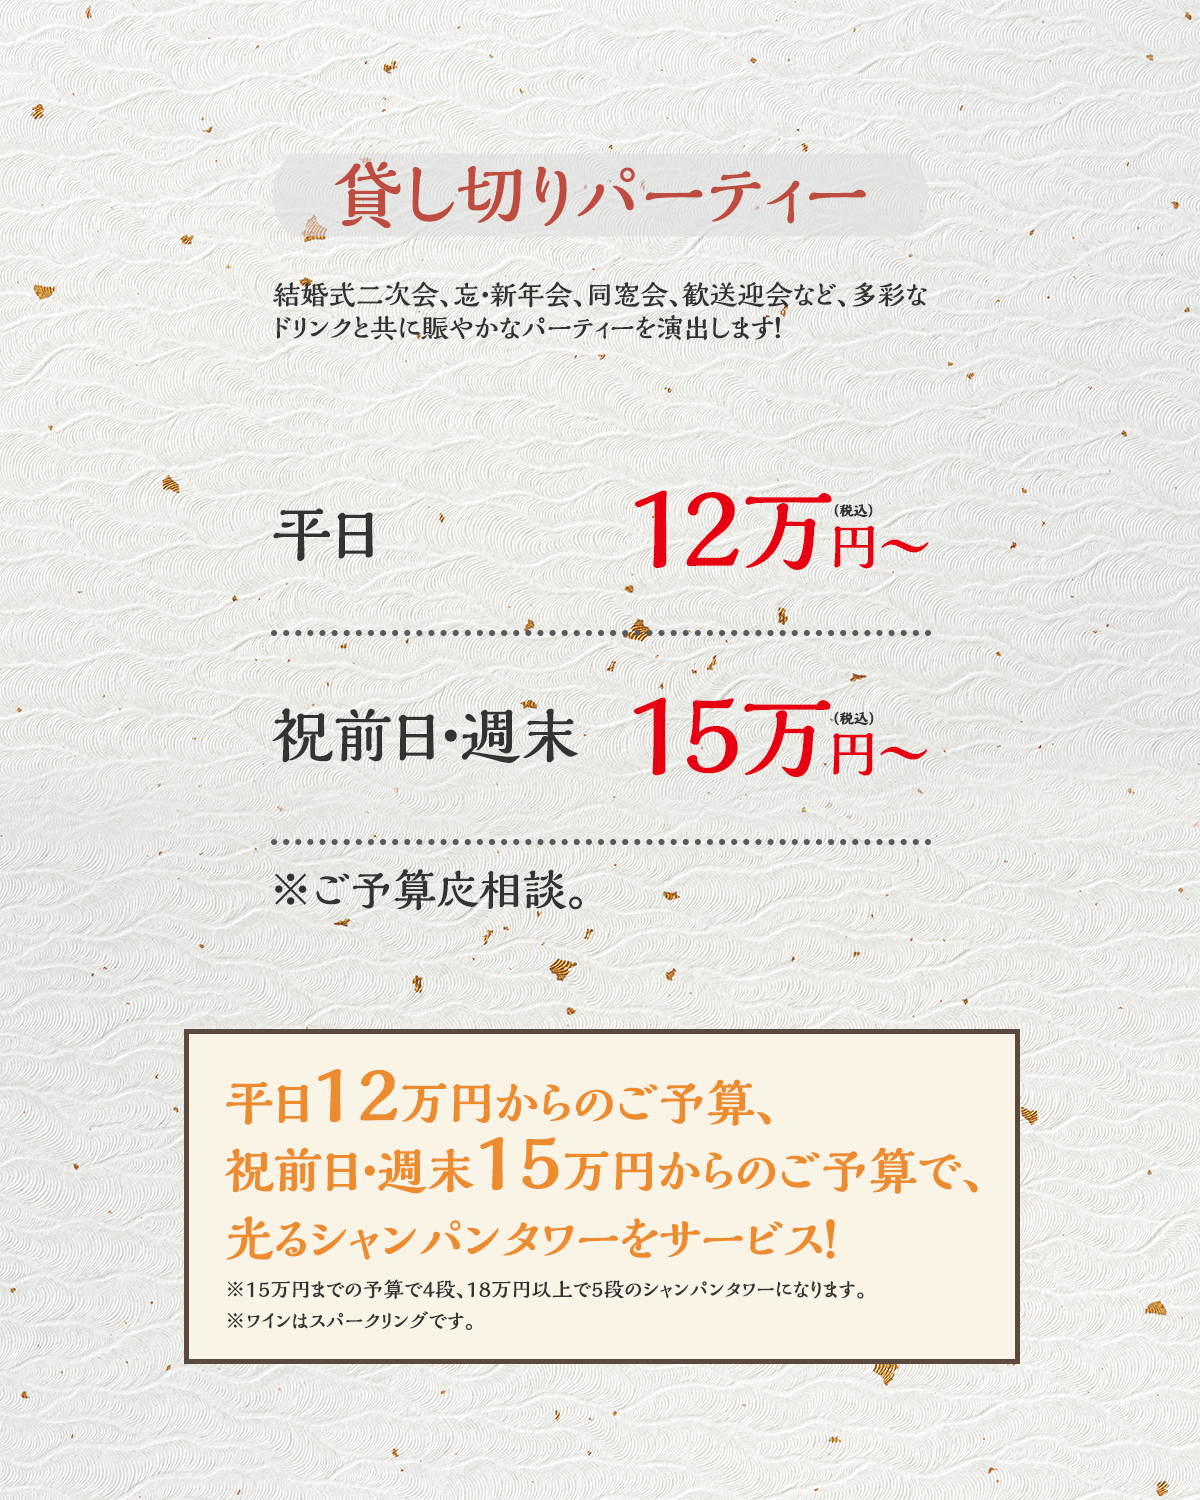 貸し切りパーティー
結婚式二次会、忘・新年会、同窓会、歓送迎会など、多彩な
ドリンクと共に賑やかなパーティーを演出します!
平日 12万円(税込)〜
祝前日・週末 15万円(税込)〜
※ご予算応相談。
平日12万円からのご予算、
祝前日・週末15万円からのご予算で、
光るシャンパンタワーをサービス!
※15万円までの予算で4段、18万円以上で5段のシャンパンタワーになります。
※ワインはスパークリングです。